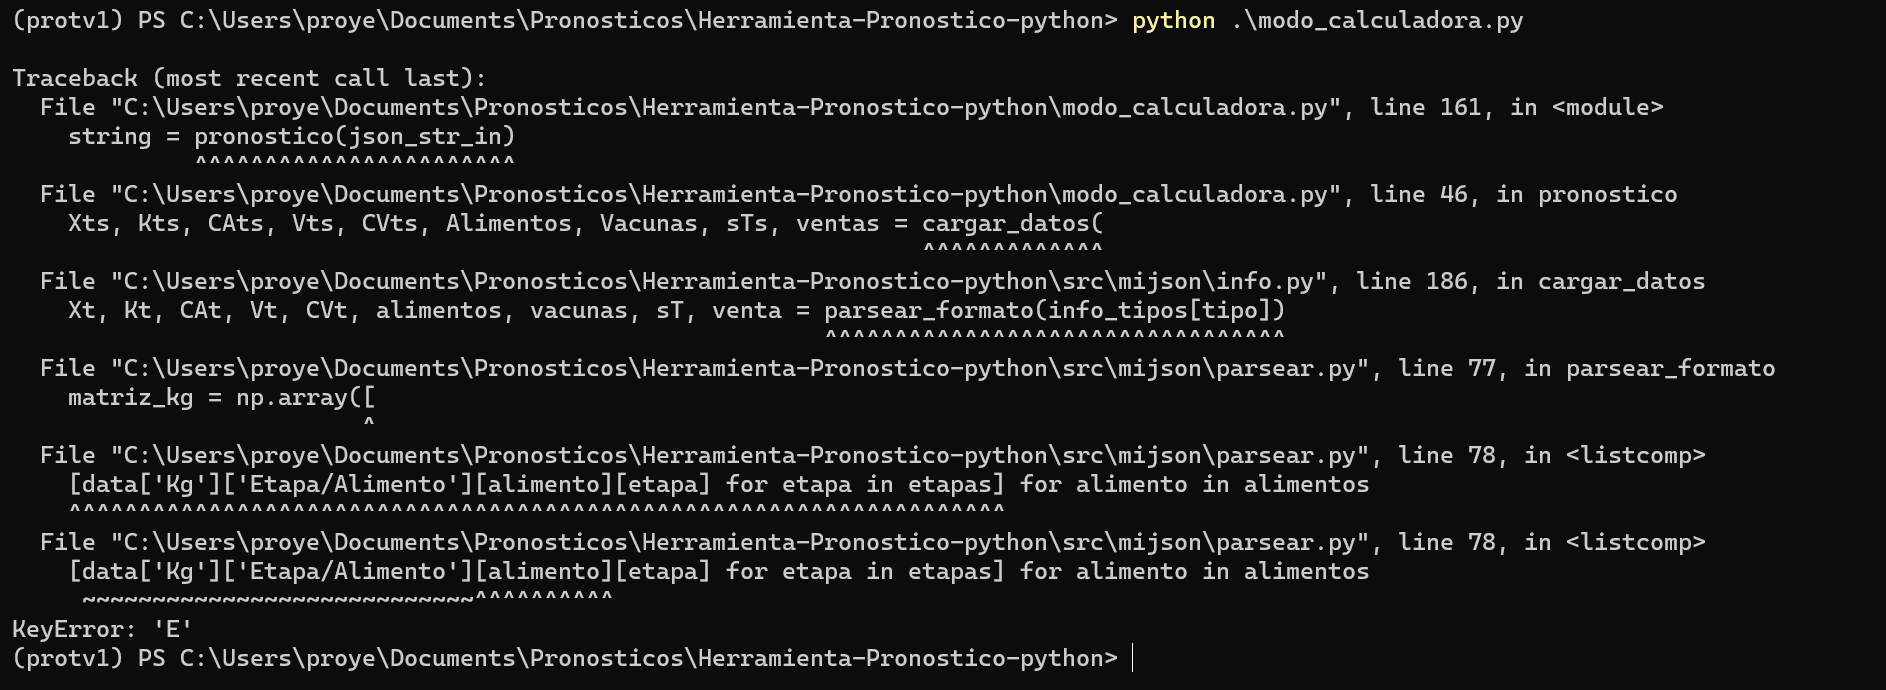 (protv1) PS C:\Users\proye\Documents\Pronosticos\Herramienta-Pronostico-python> python .\modo_calculadora.py
Traceback (most recent call last):
  File "C:\Users\proye\Documents\Pronosticos\Herramienta-Pronostico-python\modo_calculadora.py", line 161, in <module>
    string = pronostico(json_str_in)
             ^^^^^^^^^^^^^^^^^^^^^^^
  File "C:\Users\proye\Documents\Pronosticos\Herramienta-Pronostico-python\modo_calculadora.py", line 46, in pronostico
    Xts, Kts, CAts, Vts, CVts, Alimentos, Vacunas, sTs, ventas = cargar_datos(
                                                                 ^^^^^^^^^^^^^
  File "C:\Users\proye\Documents\Pronosticos\Herramienta-Pronostico-python\src\mijson\info.py", line 186, in cargar_datos
    Xt, Kt, CAt, Vt, CVt, alimentos, vacunas, sT, venta = parsear_formato(info_tipos[tipo])
                                                          ^^^^^^^^^^^^^^^^^^^^^^^^^^^^^^^^^
  File "C:\Users\proye\Documents\Pronosticos\Herramienta-Pronostico-python\src\mijson\parsear.py", line 77, in parsear_formato
    matriz_kg = np.array([
                         ^
  File "C:\Users\proye\Documents\Pronosticos\Herramienta-Pronostico-python\src\mijson\parsear.py", line 78, in <listcomp>
    [data['Kg']['Etapa/Alimento'][alimento][etapa] for etapa in etapas] for alimento in alimentos
    ^^^^^^^^^^^^^^^^^^^^^^^^^^^^^^^^^^^^^^^^^^^^^^^^^^^^^^^^^^^^^^^^^^^
  File "C:\Users\proye\Documents\Pronosticos\Herramienta-Pronostico-python\src\mijson\parsear.py", line 78, in <listcomp>
    [data['Kg']['Etapa/Alimento'][alimento][etapa] for etapa in etapas] for alimento in alimentos
     ~~~~~~~~~~~~~~~~~~~~~~~~~~~~^^^^^^^^^^
KeyError: 'E'
(protv1) PS C:\Users\proye\Documents\Pronosticos\Herramienta-Pronostico-python>